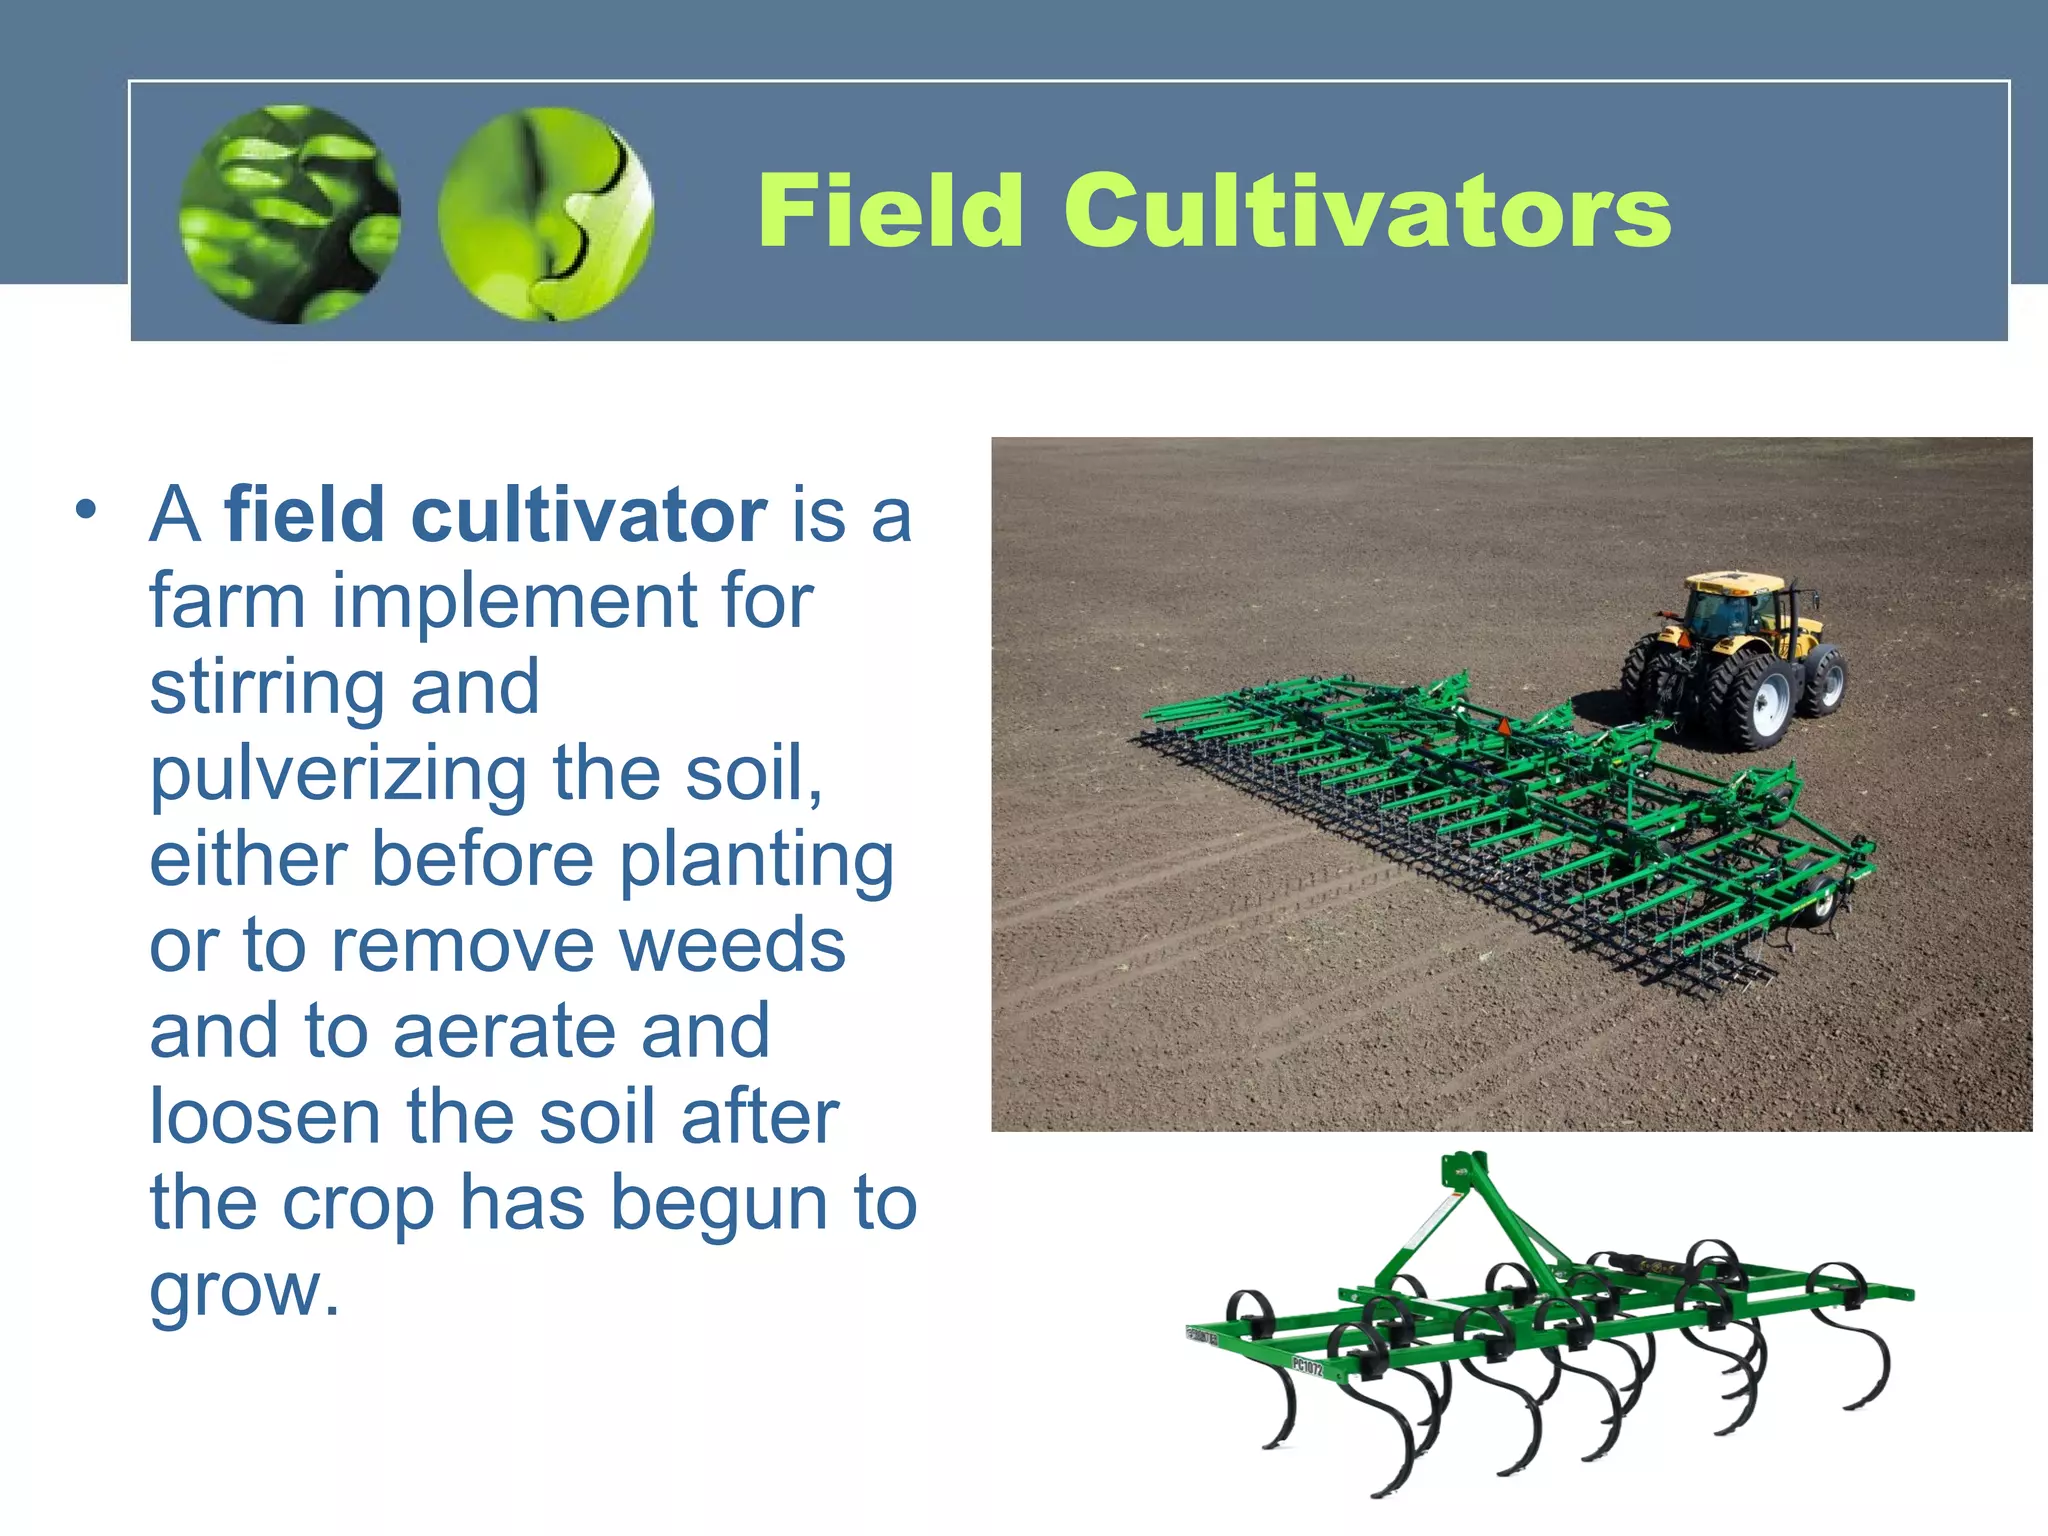 Field Cultivators
• A field cultivator is a
farm implement for
stirring and
pulverizing the soil,
either before planting
or to remove weeds
and to aerate and
loosen the soil after
the crop has begun to
grow.
PC1072